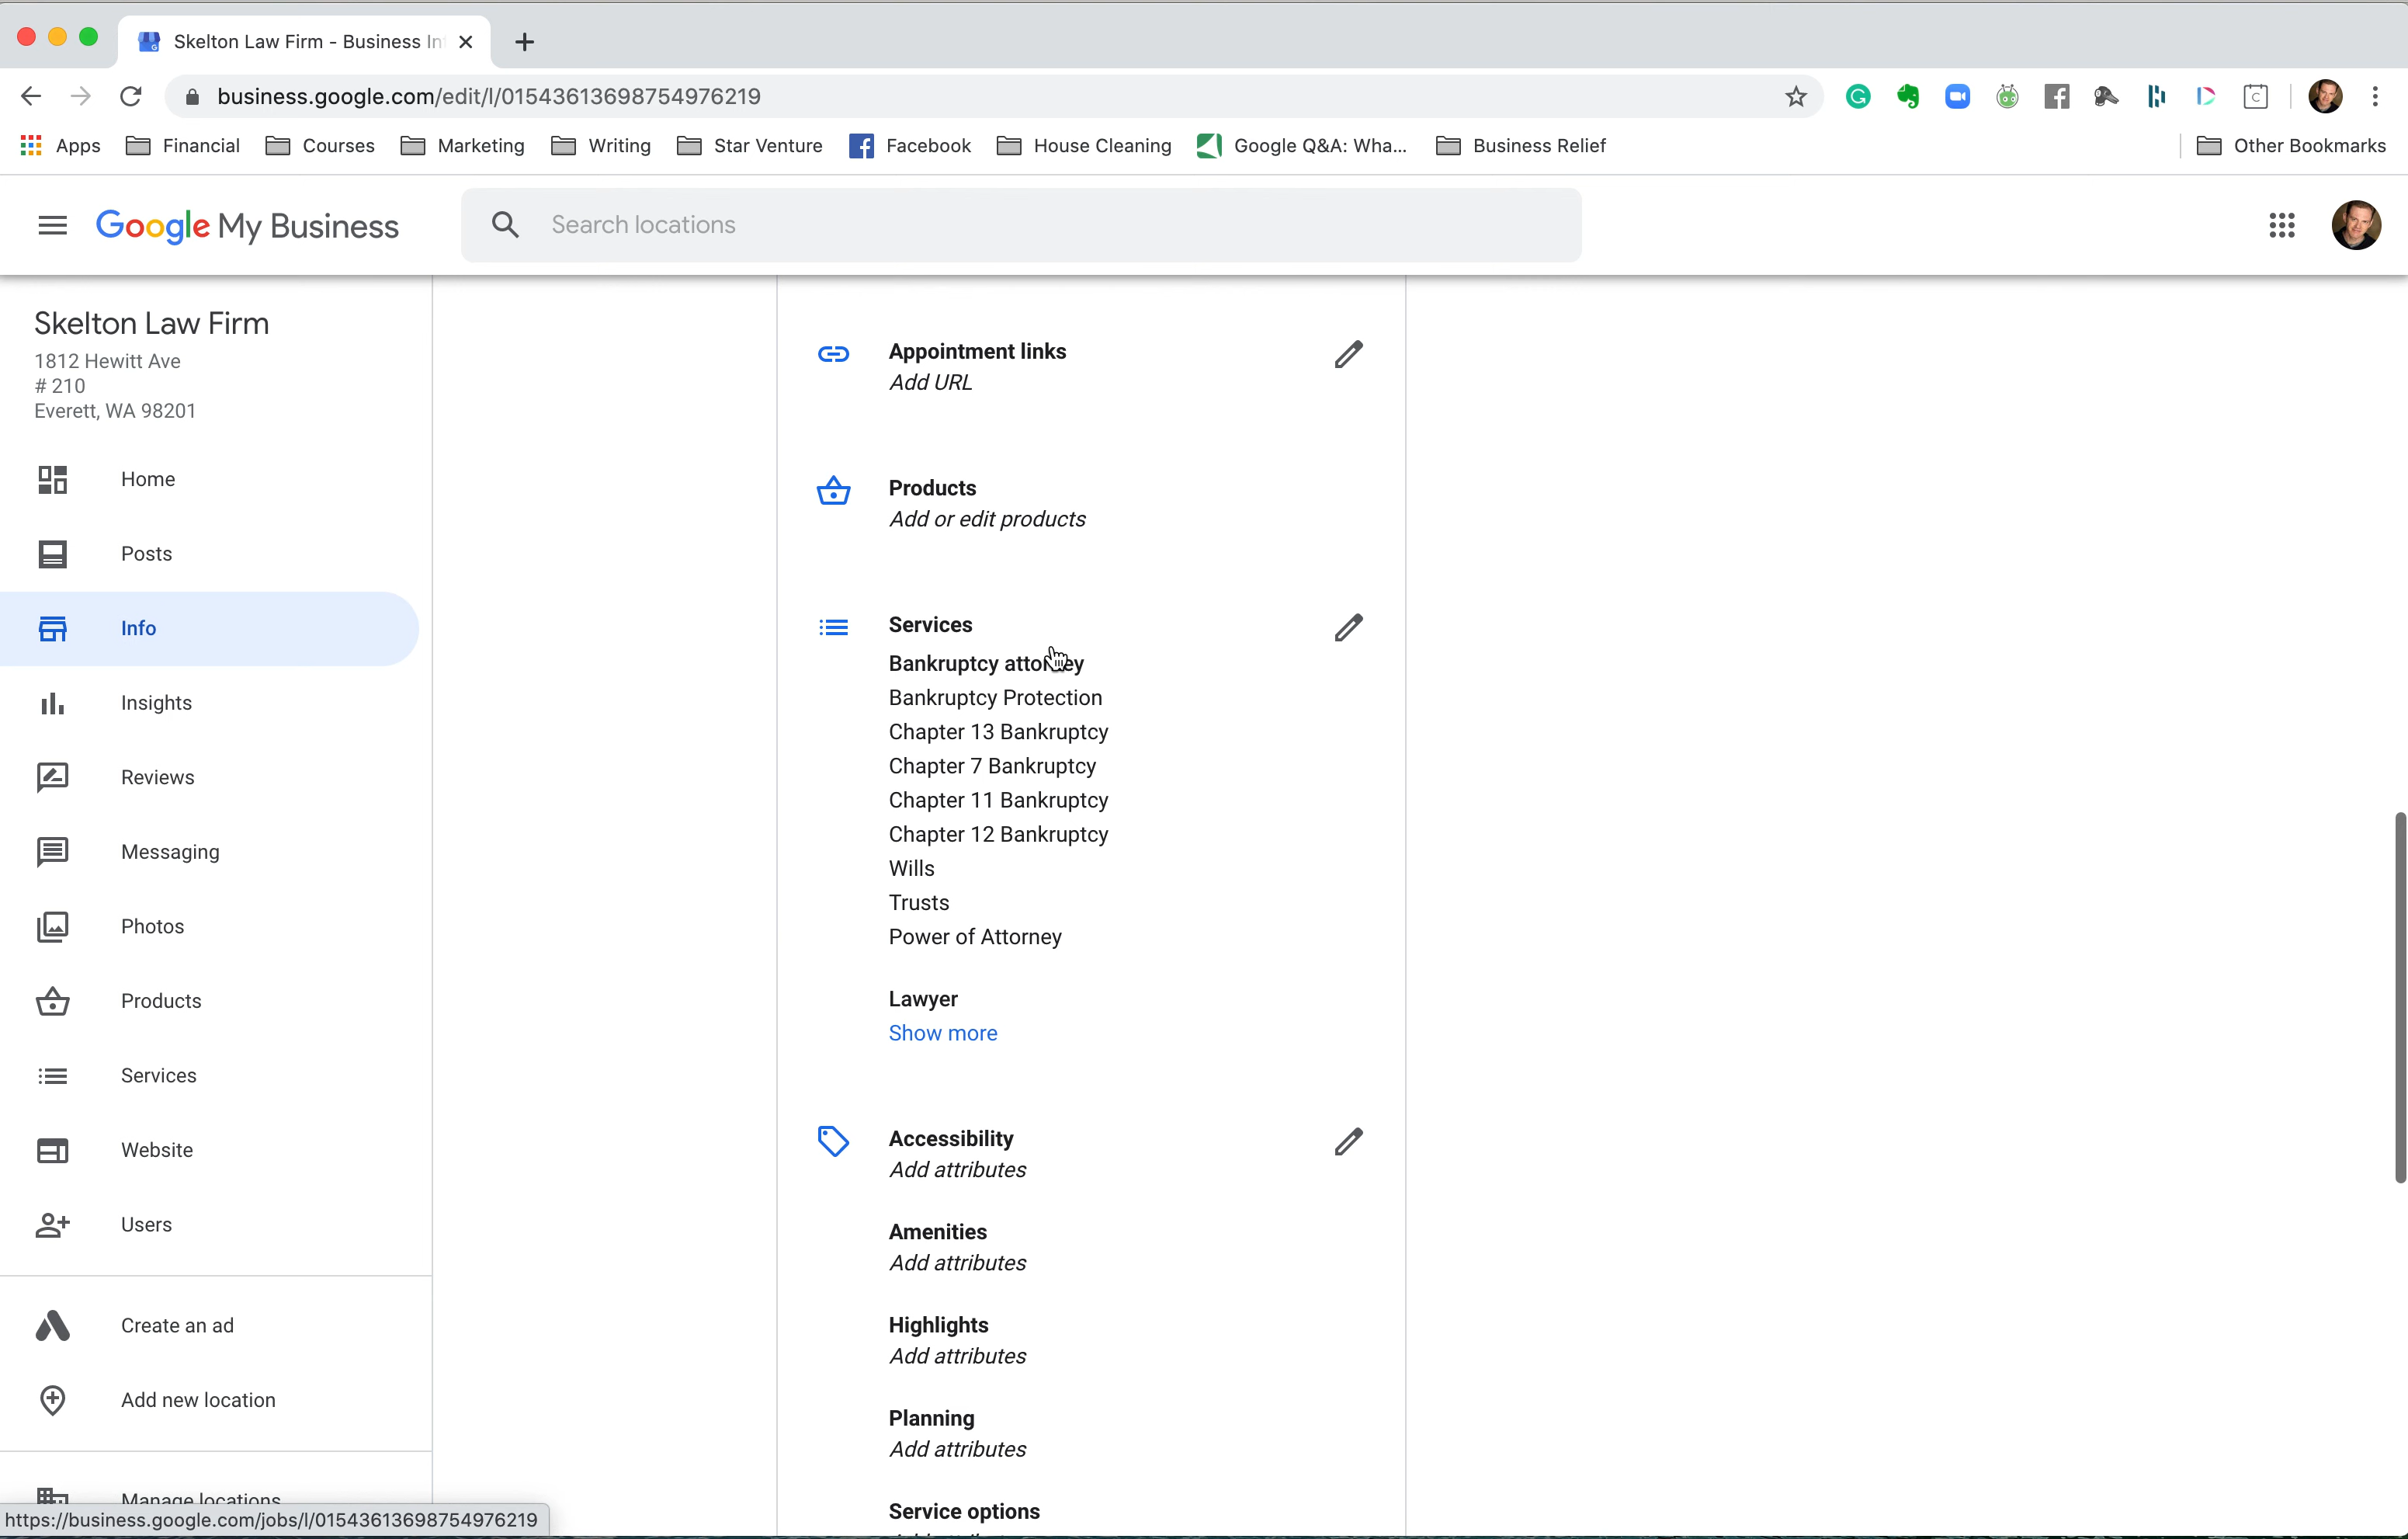 Skelton Law Firm - Business In
business.google.com/edit/l/01543613698754976219
Apps Financial Courses Marketing Writing Star Venture Facebook House Cleaning Google Q&A: Wha... Business Relief Other Bookmarks
Google My Business Search locations
Skelton Law Firm
1812 Hewitt Ave
# 210
Everett, WA 98201
Home
Posts
Info
Insights
Reviews
Messaging
Photos
Products
Services
Website
Users
Create an ad
Add new location
Manage locations
https://business.google.com/jobs/l/01543613698754976219
Appointment links
Add URL
Products
Add or edit products
Services
Bankruptcy attorney
Bankruptcy Protection
Chapter 13 Bankruptcy
Chapter 7 Bankruptcy
Chapter 11 Bankruptcy
Chapter 12 Bankruptcy
Wills
Trusts
Power of Attorney
Lawyer
Show more
Accessibility
Add attributes
Amenities
Add attributes
Highlights
Add attributes
Planning
Add attributes
Service options